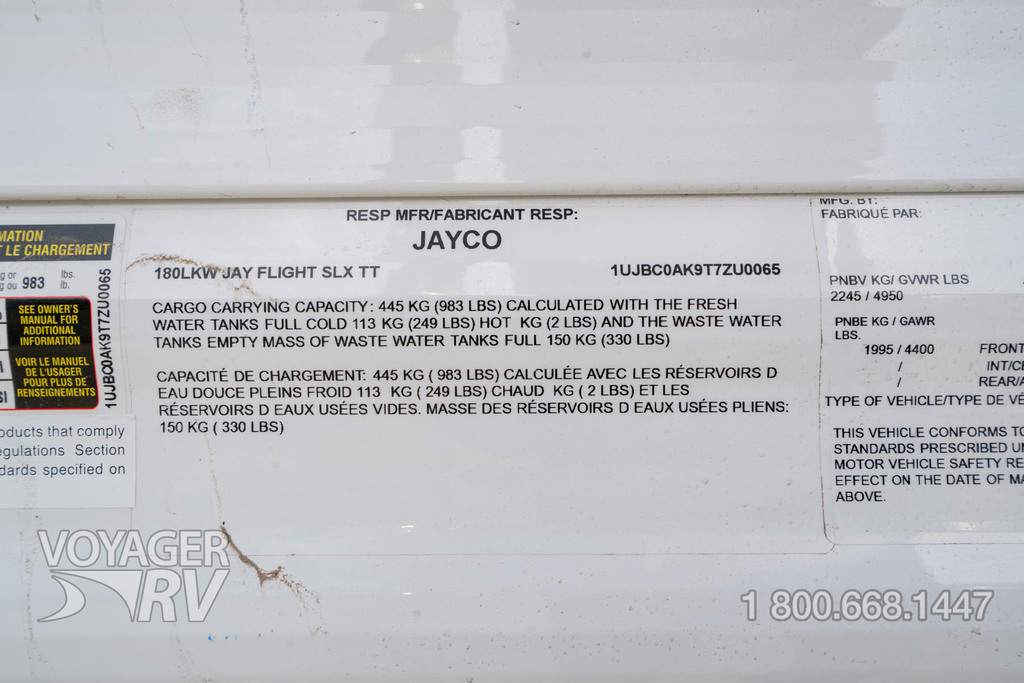 MATION
T LE CHARGEMENT
g or
g ou 983 lbs.
lb.
SEE OWNER'S
MANUAL FOR
ADDITIONAL
INFORMATION
VOIR LE MANUEL
DE L'USAGER
POUR PLUS DE
RENSEIGNEMENTS
1UJBC0AK9T7ZU0065
oducts that comply
egulations Section
dards specified on
RESP MFR/FABRICANT RESP:
JAYCO
180LKW JAY FLIGHT SLX TT 1UJBC0AK9T7ZU0065
CARGO CARRYING CAPACITY: 445 KG (983 LBS) CALCULATED WITH THE FRESH
WATER TANKS FULL COLD 113 KG (249 LBS) HOT KG (2 LBS) AND THE WASTE WATER
TANKS EMPTY MASS OF WASTE WATER TANKS FULL 150 KG (330 LBS)
CAPACITÉ DE CHARGEMENT: 445 KG ( 983 LBS) CALCULÉE AVEC LES RÉSERVOIRS D
EAU DOUCE PLEINS FROID 113 KG ( 249 LBS) CHAUD KG ( 2 LBS) ET LES
RÉSERVOIRS D EAUX USÉES VIDES. MASSE DES RÉSERVOIRS D EAUX USÉES PLIENS:
150 KG ( 330 LBS)
MFG. BY:
FABRIQUÉ PAR:
PNBV KG/ GVWR LBS
2245 / 4950
PNBE KG / GAWR
LBS.
1995 / 4400 FRONT
/ INT/CE
/ REAR/A
TYPE OF VEHICLE/TYPE DE VÉ
THIS VEHICLE CONFORMS TO
STANDARDS PRESCRIBED UN
MOTOR VEHICLE SAFETY RE
EFFECT ON THE DATE OF MA
ABOVE.
VOYAGER
RV
1 800.668.1447